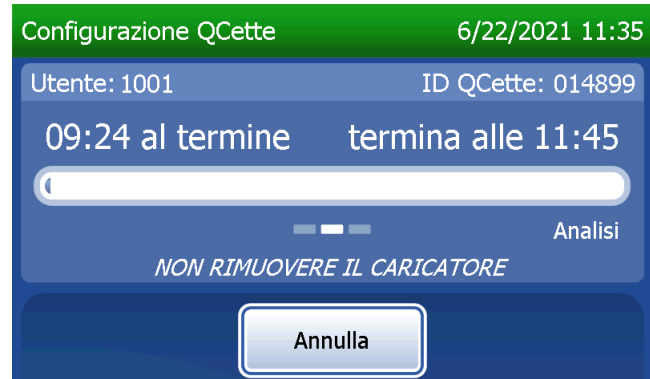 Configurazione QCette 6/22/2021 11:35
Utente: 1001 ID QCette: 014899
09:24 al termine termina alle 11:45
Analisi
NON RIMUOVERE IL CARICATORE
Annulla